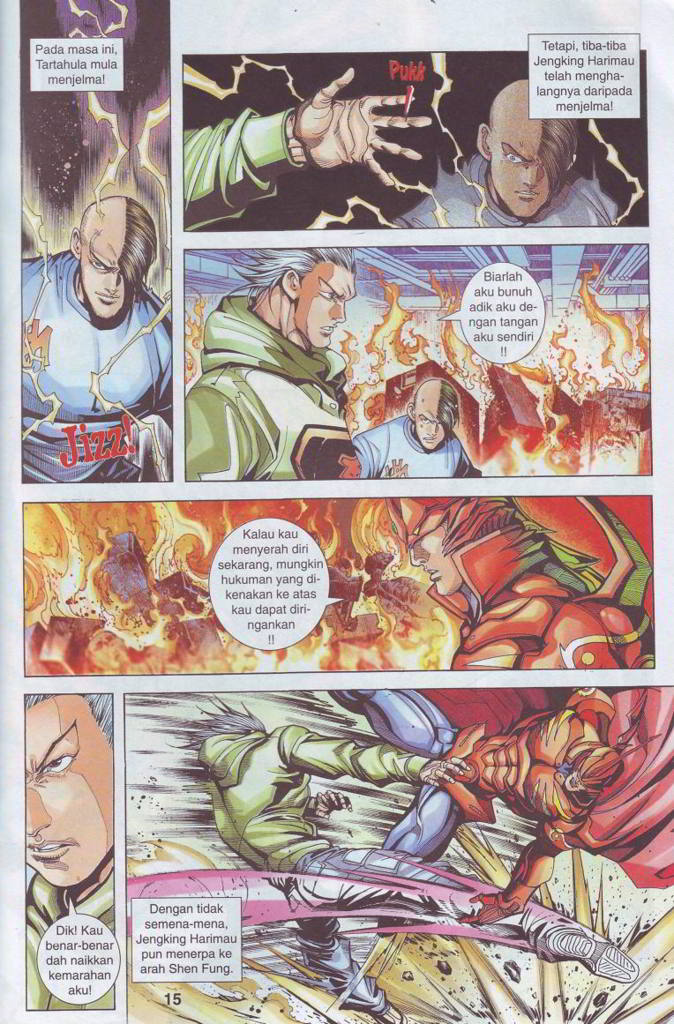 Pada masa ini,
Tartahula mula
menjelma!
Jizz!
Pukk
Tetapi, tiba-tiba
Jengking Harimau
telah mengha-
langnya daripada
menjelma!
Biarlah
aku bunuh
adik aku de-
ngan tangan
aku sendiri
!!
Kalau kau
menyerah diri
sekarang, mungkin
hukuman yang di-
kenakan ke atas
kau dapat diri-
ngankan
!!
Dik! Kau
benar-benar
dah naikkan
kemarahan
aku!
Dengan tidak
semena-mena,
Jengking Harimau
pun menerpa ke
arah Shen Fung.
15